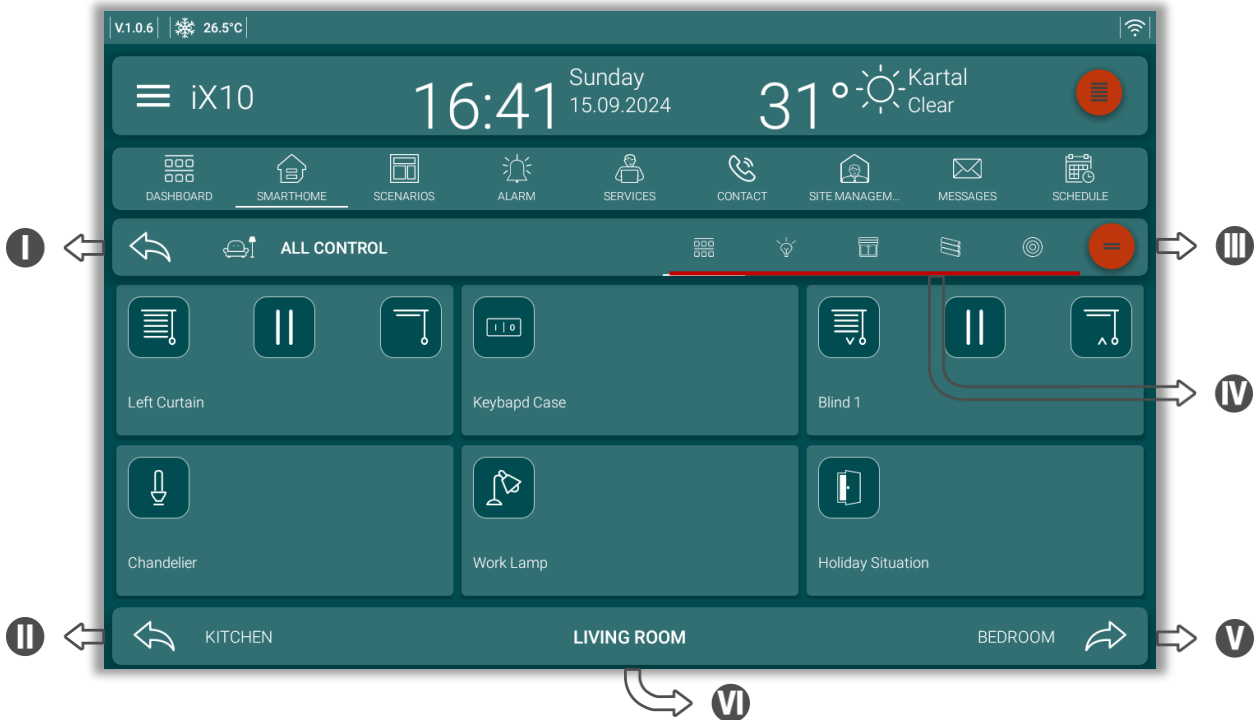 V.1.0.6 26.5°C
iX10 16:41 Sunday 15.09.2024 31° Kartal Clear
DASHBOARD SMARTHOME SCENARIOS ALARM SERVICES CONTACT SITE MANAGEM... MESSAGES SCHEDULE
I ALL CONTROL III
Left Curtain Keybapd Case Blind 1
IV
Chandelier Work Lamp Holiday Situation
II KITCHEN LIVING ROOM BEDROOM V
VI